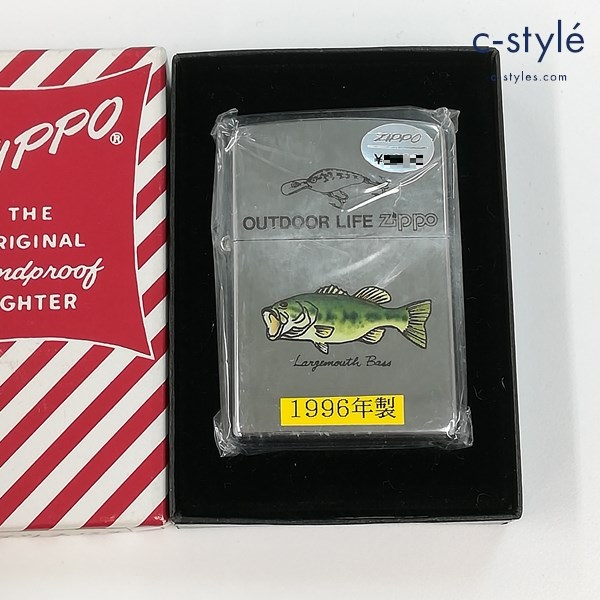 c-stylé
c-styles.com
ZIPPO®
THE
ORIGINAL
windproof
LIGHTER
ZIPPO
¥
OUTDOOR LIFE Zippo
Largemouth Bass
1996年製